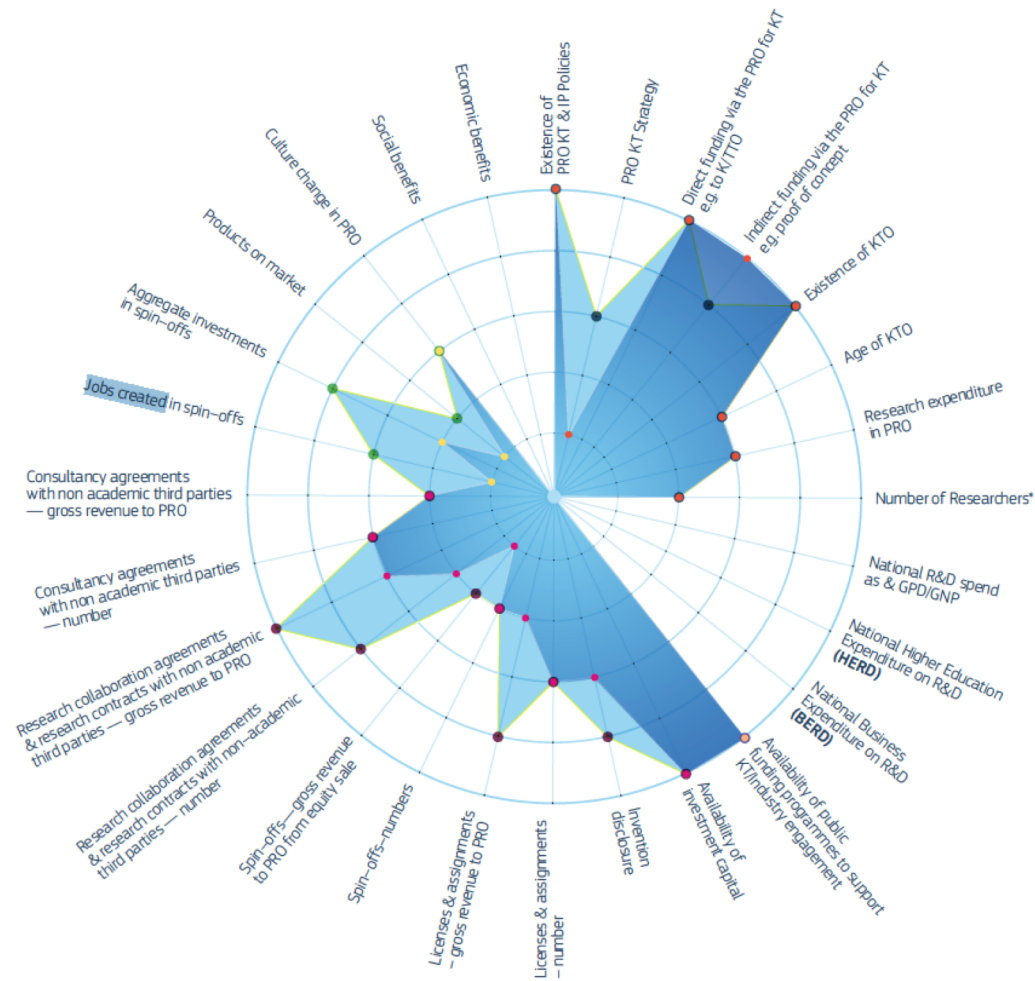 Existence of
PRO KT & IP Policies
PRO KT Strategy
Direct funding via the PRO for KT
e.g. to K/TTO
Indirect funding via the PRO for KT
e.g. proof of concept
Existence of KTO
Age of KTO
Research expenditure
in PRO
Number of Researchers*
National R&D spend
as & GPD/GNP
National Higher Education
Expenditure on R&D
(HERD)
National Business
Expenditure on R&D
(BERD)
Availability of public
funding programmes to support
KT/Industry engagement
Availability of
investment capital
Invention
disclosure
Licenses & assignments
– number
Licenses & assignments
– gross revenue to PRO
Spin–offs–numbers
Spin–offs—gross revenue
to PRO from equity sale
Research collaboration agreements
& research contracts with non–academic
third parties — number
Research collaboration agreements
& research contracts with non academic
third parties — gross revenue to PRO
Consultancy agreements
with non academic third parties
— number
Consultancy agreements
with non academic third parties
— gross revenue to PRO
Jobs created in spin–offs
Aggregate investments
in spin–offs
Products on market
Culture change in PRO
Social benefits
Economic benefits